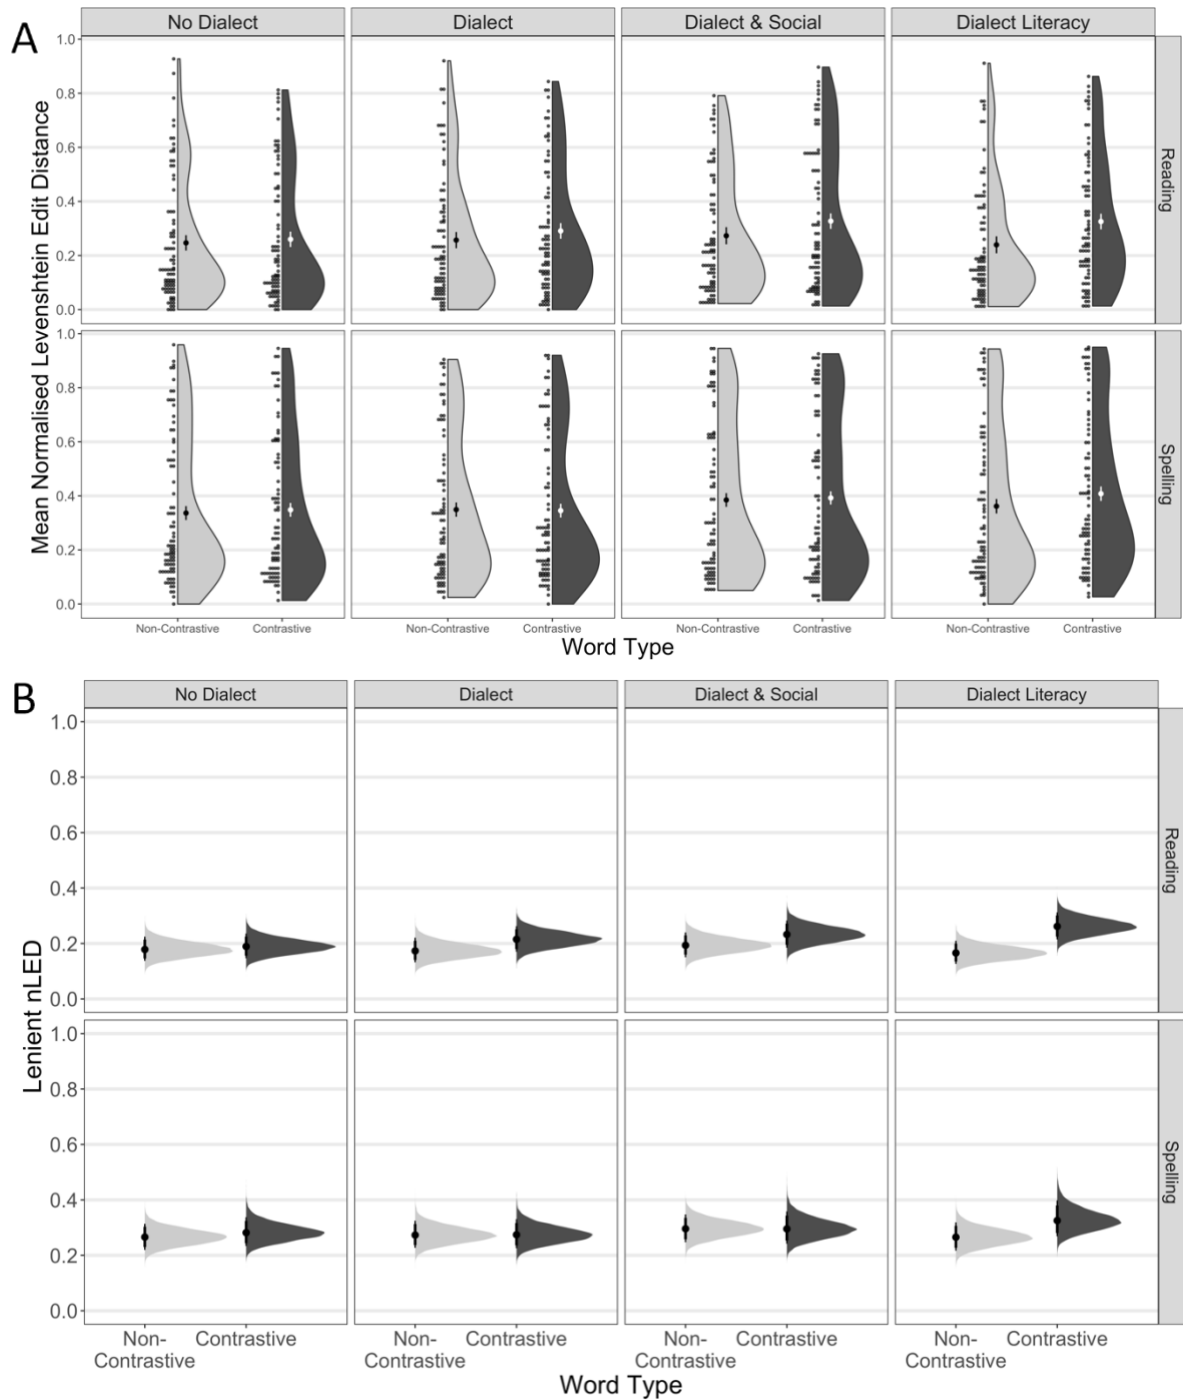 A
No Dialect
Dialect
Dialect & Social
Dialect Literacy
Mean Normalised Levenshtein Edit Distance
1.0
0.8
0.6
0.4
0.2
0.0
Reading
1.0
0.8
0.6
0.4
0.2
0.0
Spelling
Non-Contrastive
Contrastive
Non-Contrastive
Contrastive
Non-Contrastive
Contrastive
Non-Contrastive
Contrastive
Word Type
B
No Dialect
Dialect
Dialect & Social
Dialect Literacy
Lenient nLED
1.0
0.8
0.6
0.4
0.2
0.0
Reading
1.0
0.8
0.6
0.4
0.2
0.0
Spelling
Non-
Contrastive
Contrastive
Non-
Contrastive
Contrastive
Non-
Contrastive
Contrastive
Non-
Contrastive
Contrastive
Word Type